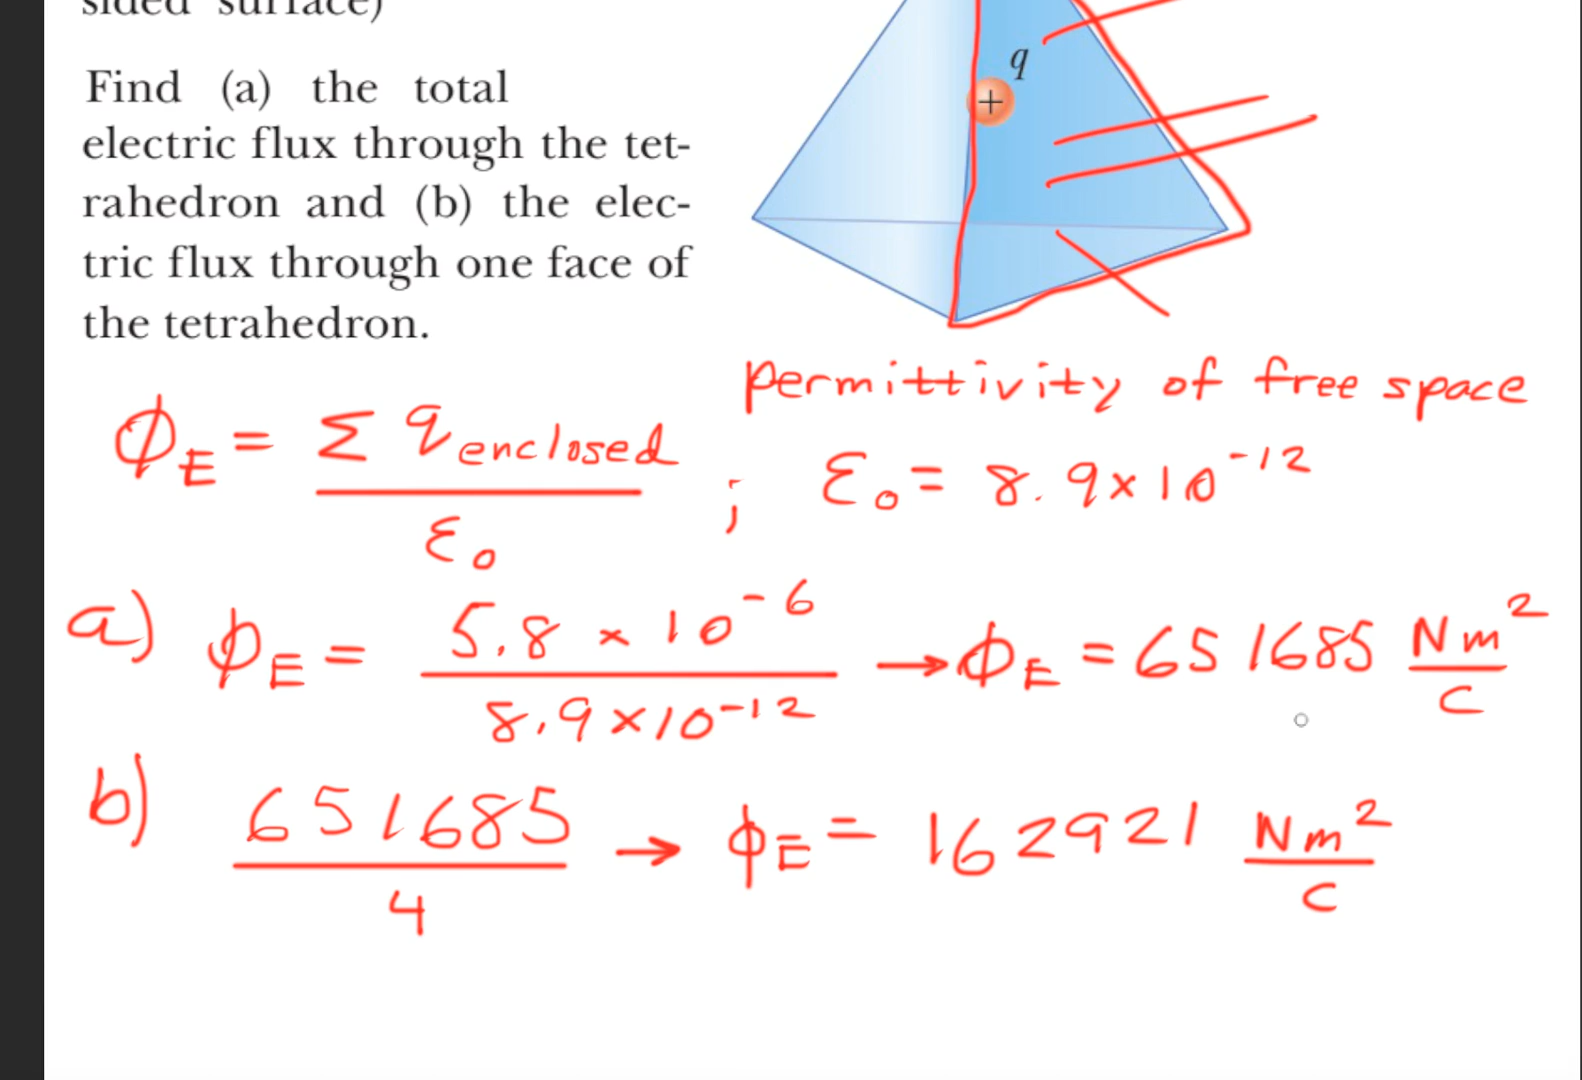 sided surface)
Find (a) the total
electric flux through the tet-
rahedron and (b) the elec-
tric flux through one face of
the tetrahedron.
q
+
permittivity of free space
ΦE = Σ qenclosed / ε₀ ; ε₀ = 8.9×10⁻¹²
a) ΦE = 5.8 × 10⁻⁶ / 8.9×10⁻¹² → ΦE = 651685 Nm²/C
b) 651685 / 4 → ΦE = 162921 Nm²/C